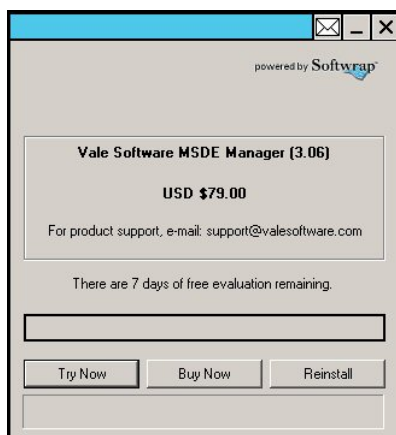 powered by Softwrap
Vale Software MSDE Manager (3.06)
USD $79.00
For product support, e-mail: support@valesoftware.com
There are 7 days of free evaluation remaining.
Try Now
Buy Now
Reinstall